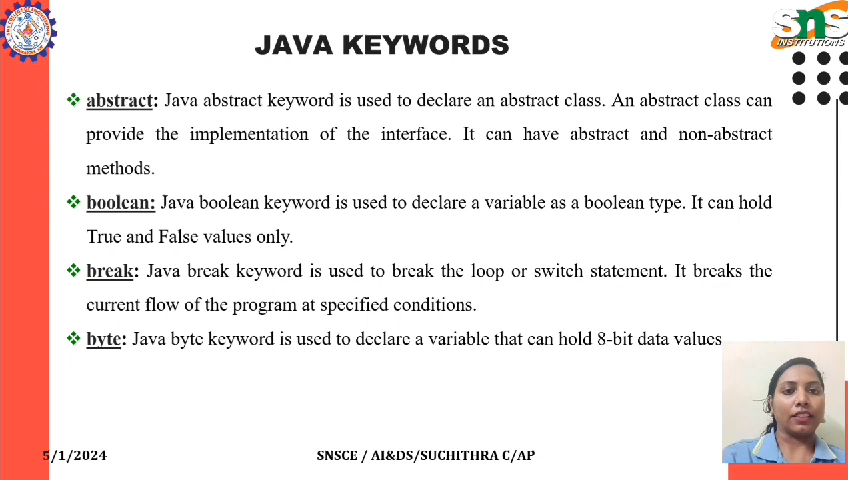 SNS
INSTITUTIONS
JAVA KEYWORDS
abstract: Java abstract keyword is used to declare an abstract class. An abstract class can
provide the implementation of the interface. It can have abstract and non-abstract
methods.
boolean: Java boolean keyword is used to declare a variable as a boolean type. It can hold
True and False values only.
break: Java break keyword is used to break the loop or switch statement. It breaks the
current flow of the program at specified conditions.
byte: Java byte keyword is used to declare a variable that can hold 8-bit data values
5/1/2024
SNSCE / AI&DS/SUCHITHRA C/AP